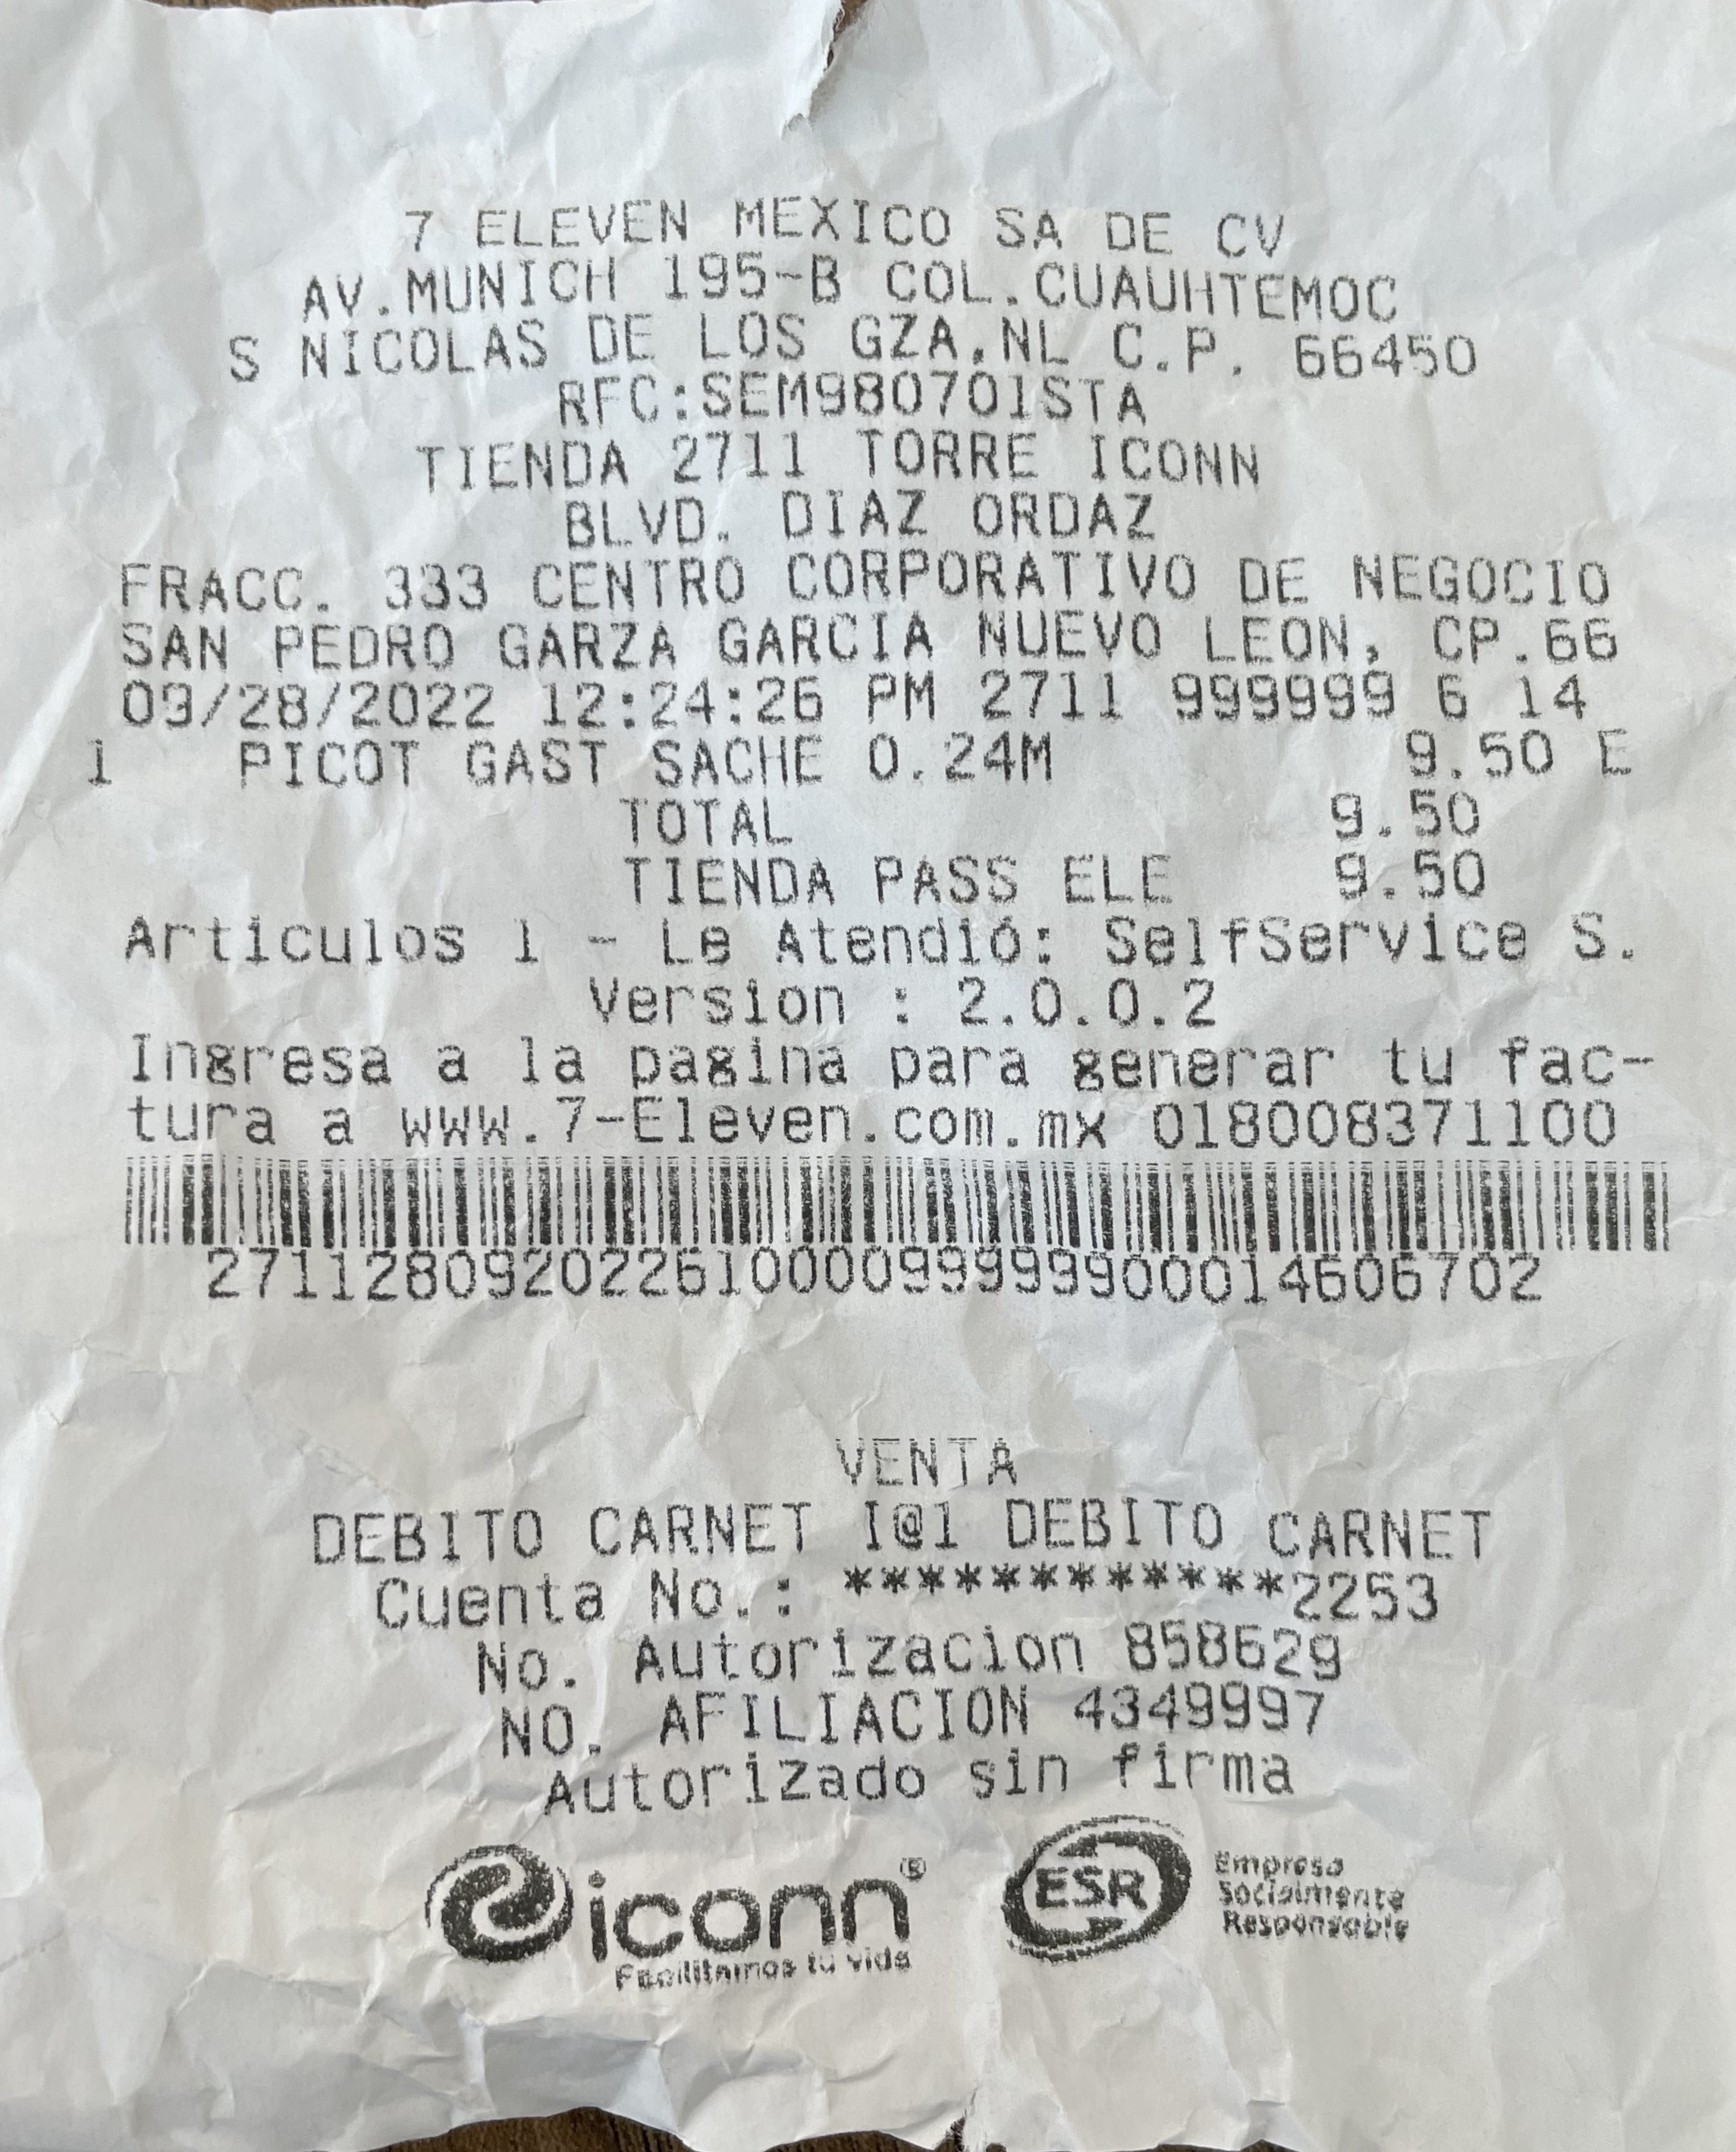 7 ELEVEN MEXICO SA DE CV
AV.MUNICH 195-B COL.CUAUHTEMOC
S NICOLAS DE LOS GZA.NL C.P. 66450
RFC:SEM980701STA
TIENDA 2711 TORRE ICONN
BLVD. DIAZ ORDAZ
FRACC. 333 CENTRO CORPORATIVO DE NEGOCIO
SAN PEDRO GARZA GARCIA NUEVO LEON, CP.66
09/28/2022 12:24:26 PM 2711 999999 6 14
1 PICOT GAST SACHE 0.24M 9.50 E
TOTAL 9.50
TIENDA PASS ELE 9.50
Articulos 1 - Le Atendió: SelfService S.
Version : 2.0.0.2
Ingresa a la pagina para generar tu fac-
tura a www.7-Eleven.com.mx 018008371100
271128092022610000999999000014606702
VENTA
DEBITO CARNET I@1 DEBITO CARNET
Cuenta No.: ************2253
No. Autorizacion 858629
NO. AFILIACION 4349997
Autorizado sin firma
iconn®
Facilitamos tu vida
ESR
Empresa
Socialmente
Responsable